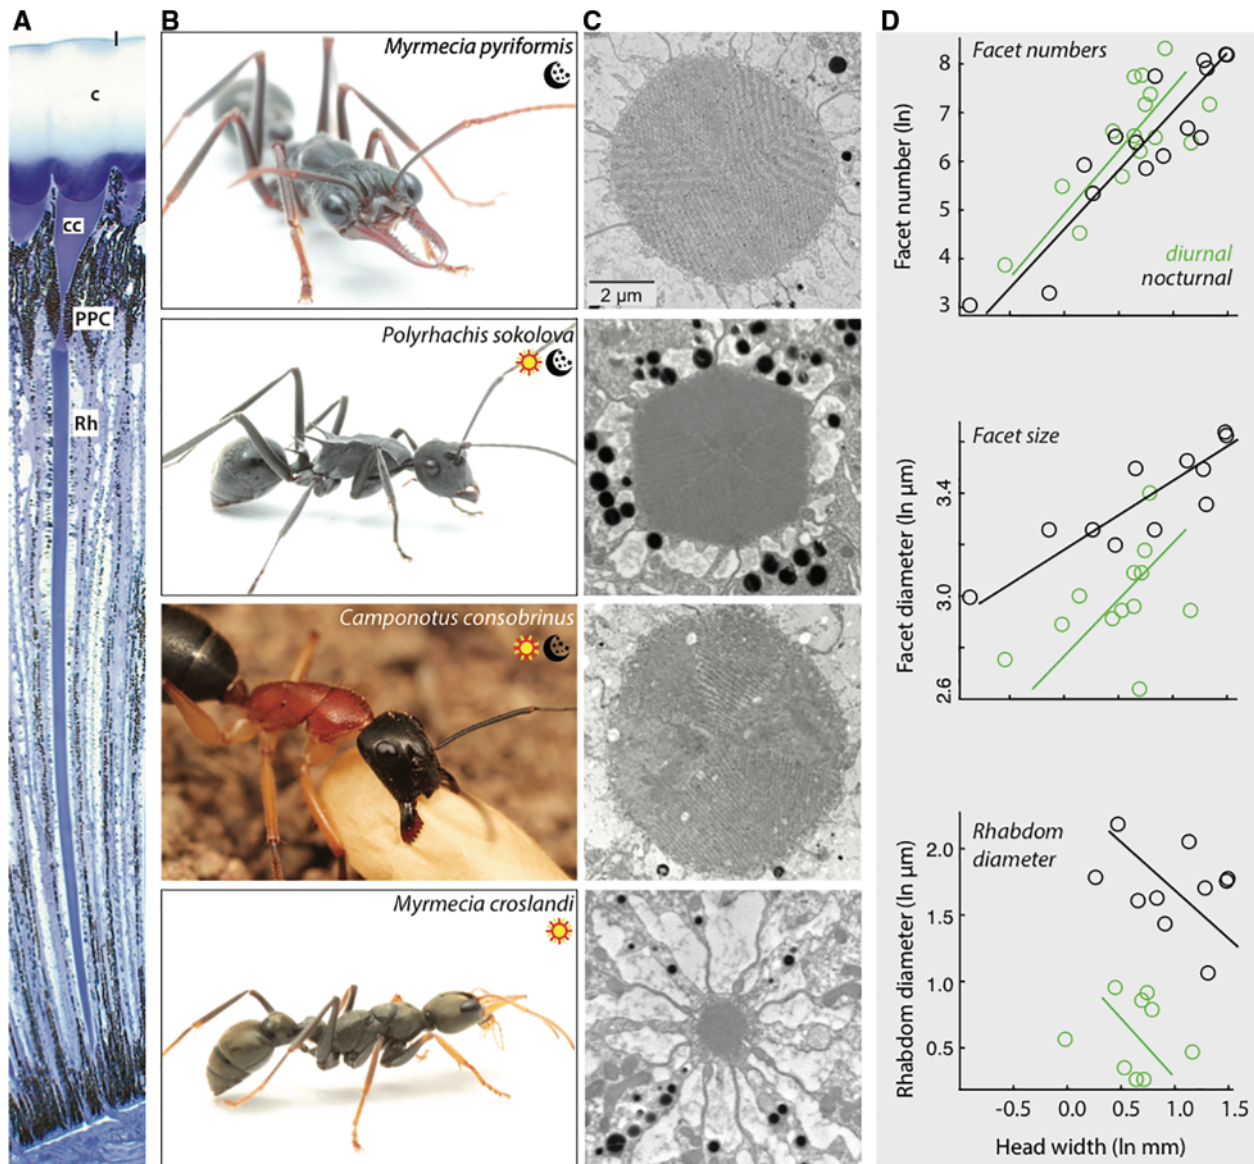 A
B
C
D
l
c
cc
PPC
Rh
Myrmecia pyriformis
Polyrhachis sokolova
Camponotus consobrinus
Myrmecia croslandi
2 µm
Facet numbers
Facet number (ln)
8
7
6
5
4
3
diurnal
nocturnal
Facet size
Facet diameter (ln µm)
3.4
3.0
2.6
Rhabdom
diameter
Rhabdom diameter (ln µm)
2.0
1.5
1.0
0.5
-0.5
0.0
0.5
1.0
1.5
Head width (ln mm)